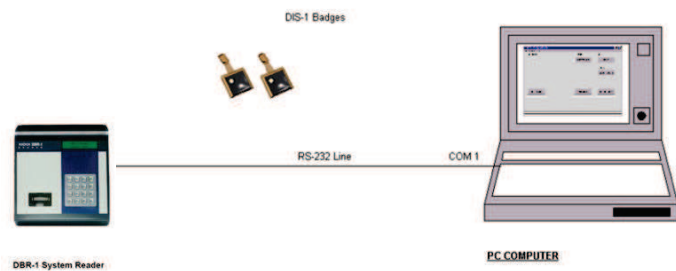 DIS-1 Badges
RS-232 Line
COM 1
DBR-1 System Reader
PC COMPUTER